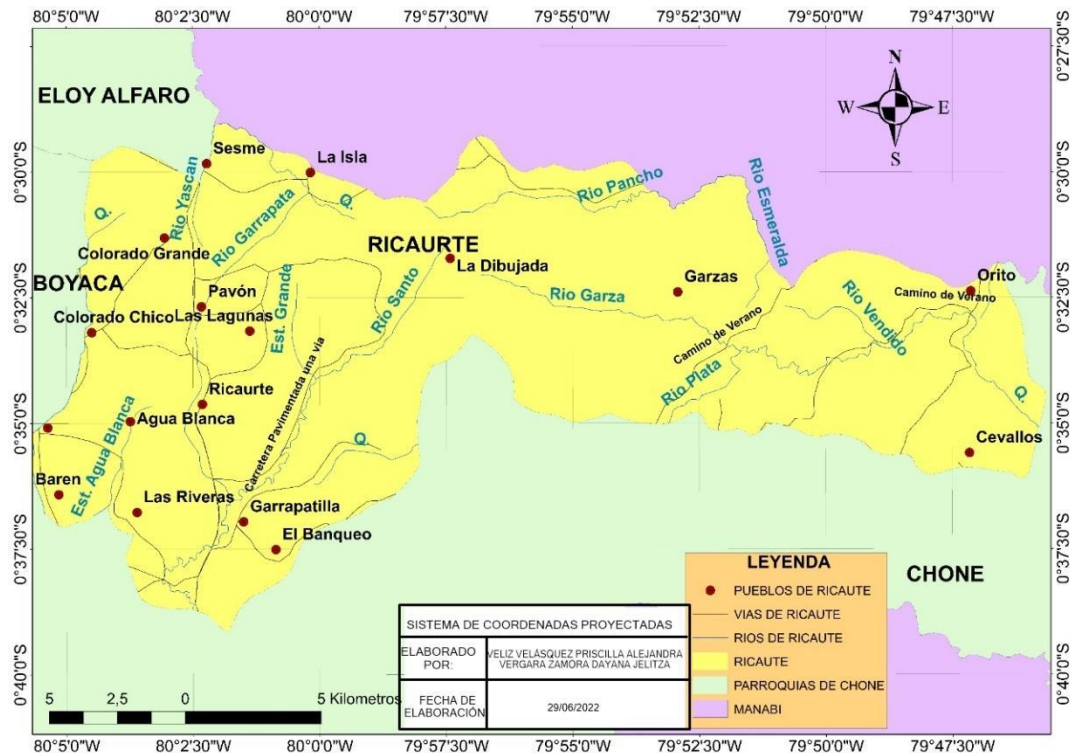 80°5'0"W 80°2'30"W 80°0'0"W 79°57'30"W 79°55'0"W 79°52'30"W 79°50'0"W 79°47'30"W
0°27'30"S
N
W E
S
ELOY ALFARO
Sesme
La Isla
0°30'0"S
0°30'0"S
Rio Pancho
Rio Esmeralda
Rio Yascan
Q.
Rio Garrapata
Q.
Colorado Grande
RICAURTE
La Dibujada
BOYACA
Pavón
Garzas
Orito
0°32'30"S
0°32'30"S
Camino de Verano
Rio Garza
Rio Vendido
Colorado Chico
Las Lagunas
Est. Grande
Rio Santo
Camino de Verano
Rio Plata
Q.
Ricaurte
Carretera Pavimentada una via
0°35'0"S
0°35'0"S
Agua Blanca
Est. Agua Blanca
Q.
Cevallos
Baren
Las Riveras
Garrapatilla
El Banqueo
0°37'30"S
0°37'30"S
CHONE
LEYENDA
PUEBLOS DE RICAUTE
VIAS DE RICAUTE
RIOS DE RICAUTE
RICAUTE
PARROQUIAS DE CHONE
MANABI
SISTEMA DE COORDENADAS PROYECTADAS
ELABORADO POR:
VELIZ VELÁSQUEZ PRISCILLA ALEJANDRA
VERGARA ZAMORA DAYANA JELITZA
FECHA DE ELABORACIÓN
29/06/2022
0°40'0"S
0°40'0"S
5 2,5 0 5 Kilometros
80°5'0"W 80°2'30"W 80°0'0"W 79°57'30"W 79°55'0"W 79°52'30"W 79°50'0"W 79°47'30"W